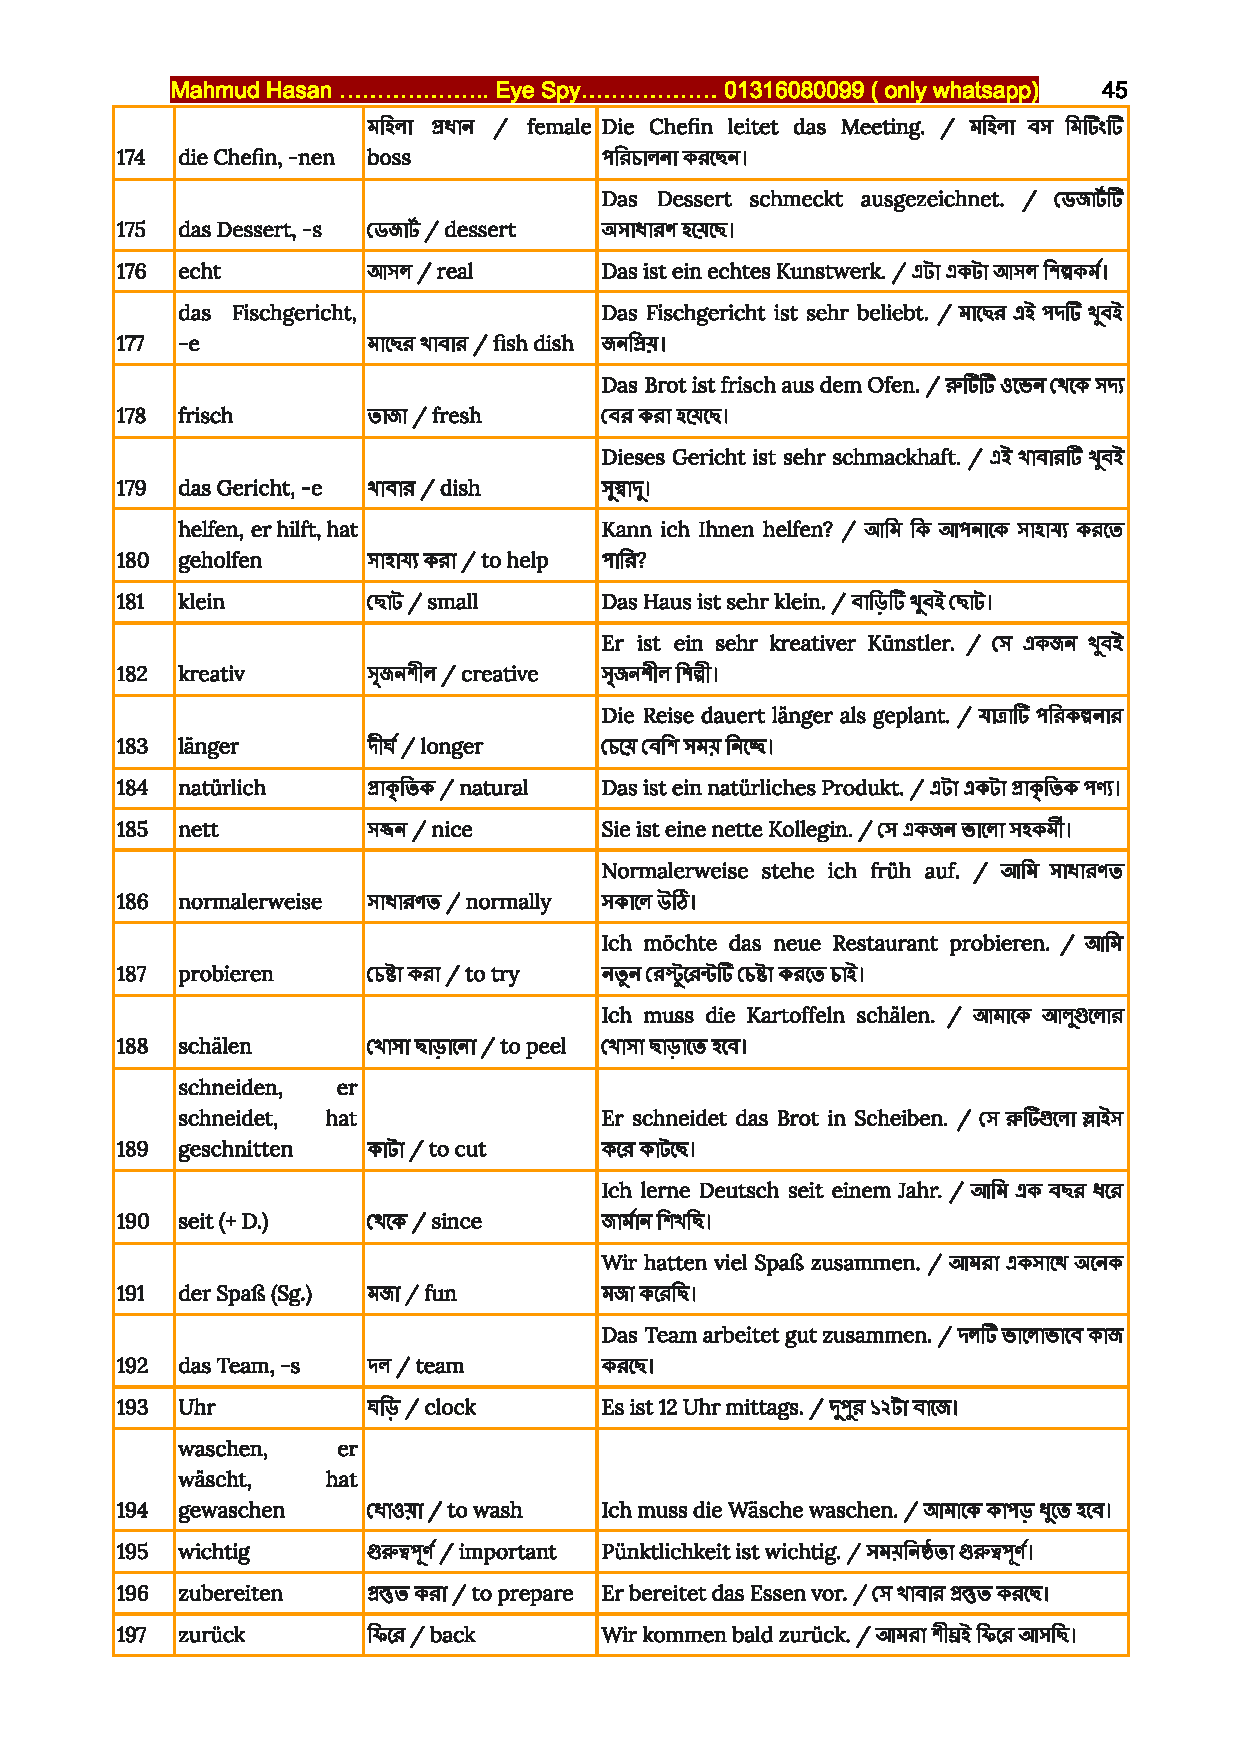 Mahmud Hasan ……………….. Eye Spy……………… 01316080099 ( only whatsapp) 45
মহিলা প্রধান / female Die Chefin leitet das Meeting. / মহিলা বস মিটিংটি
174 die Chefin, -nen boss পরিচালনা করছেন।
Das Dessert schmeckt ausgezeichnet. / ডেজার্টটি
175 das Dessert, -s ডেজার্ট / dessert অসাধারণ হয়েছে।
176 echt আসল / real Das ist ein echtes Kunstwerk. / এটা একটা আসল শিল্পকর্ম।
das Fischgericht, Das Fischgericht ist sehr beliebt. / মাছের এই পদটি খুবই
177 -e মাছের খাবার / fish dish জনপ্রিয়।
Das Brot ist frisch aus dem Ofen. / রুটিটি ওভেন থেকে সদ্য
178 frisch তাজা / fresh বের করা হয়েছে।
Dieses Gericht ist sehr schmackhaft. / এই খাবারটি খুবই
179 das Gericht, -e খাবার / dish সুস্বাদু।
helfen, er hilft, hat Kann ich Ihnen helfen? / আমি কি আপনাকে সাহায্য করতে
180 geholfen সাহায্য করা / to help পারি?
181 klein ছোট / small Das Haus ist sehr klein. / বাড়িটি খুবই ছোট।
Er ist ein sehr kreativer Künstler. / সে একজন খুবই
182 kreativ সৃজনশীল / creative সৃজনশীল শিল্পী।
Die Reise dauert länger als geplant. / যাত্রাটি পরিকল্পনার
183 länger দীর্ঘ / longer চেয়ে বেশি সময় নিচ্ছে।
184 natürlich প্রাকৃতিক / natural Das ist ein natürliches Produkt. / এটা একটা প্রাকৃতিক পণ্য।
185 nett সজ্জন / nice Sie ist eine nette Kollegin. / সে একজন ভালো সহকর্মী।
Normalerweise stehe ich früh auf. / আমি সাধারণত
186 normalerweise সাধারণত / normally সকালে উঠি।
Ich möchte das neue Restaurant probieren. / আমি
187 probieren চেষ্টা করা / to try নতুন রেস্টুরেন্টটি চেষ্টা করতে চাই।
Ich muss die Kartoffeln schälen. / আমাকে আলুগুলোর
188 schälen খোসা ছাড়ানো / to peel খোসা ছাড়াতে হবে।
schneiden, er
schneidet, hat Er schneidet das Brot in Scheiben. / সে রুটিগুলো স্লাইস
189 geschnitten কাটা / to cut করে কাটছে।
Ich lerne Deutsch seit einem Jahr. / আমি এক বছর ধরে
190 seit (+ D.) থেকে / since জার্মান শিখছি।
Wir hatten viel Spaß zusammen. / আমরা একসাথে অনেক
191 der Spaß (Sg.) মজা / fun মজা করেছি।
Das Team arbeitet gut zusammen. / দলটি ভালোভাবে কাজ
192 das Team, -s দল / team করছে।
193 Uhr ঘড়ি / clock Es ist 12 Uhr mittags. / দুপুর ১২টা বাজে।
waschen, er
wäscht, hat
194 gewaschen ধোওয়া / to wash Ich muss die Wäsche waschen. / আমাকে কাপড় ধুতে হবে।
195 wichtig গুরুত্বপূর্ণ / important Pünktlichkeit ist wichtig. / সময়নিষ্ঠতা গুরুত্বপূর্ণ।
196 zubereiten প্রস্তুত করা / to prepare Er bereitet das Essen vor. / সে খাবার প্রস্তুত করছে।
197 zurück ফিরে / back Wir kommen bald zurück. / আমরা শীঘ্রই ফিরে আসছি।